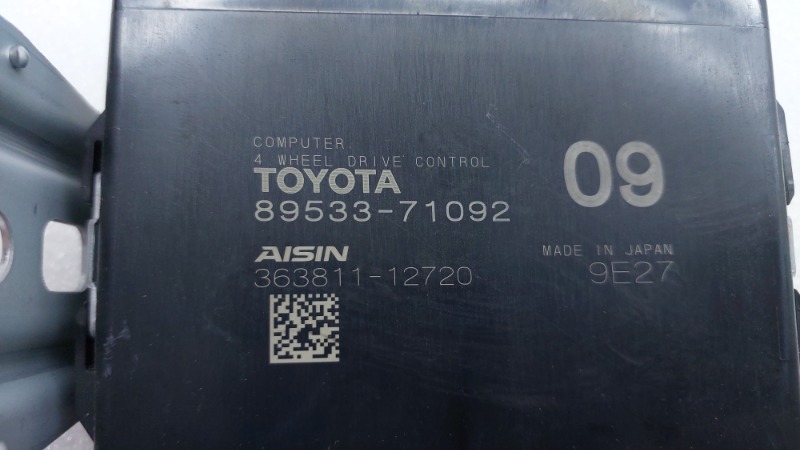 COMPUTER,
4 WHEEL DRIVE CONTROL
TOYOTA
89533-71092
09
AISIN
363811-12720
MADE IN JAPAN
9E27